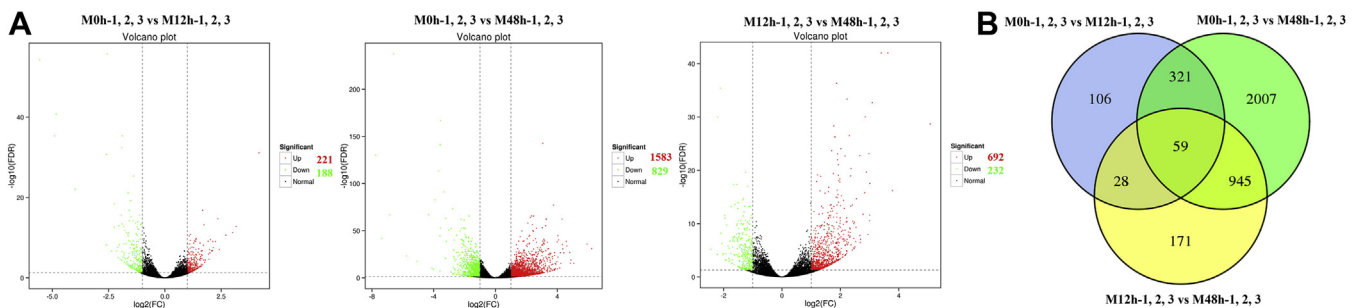 A
M0h-1, 2, 3 vs M12h-1, 2, 3
Volcano plot
-log10(FDR)
40
20
0
-5.0
-2.5
0.0
2.5
log2(FC)
Significant
Up 221
Down 188
Normal
M0h-1, 2, 3 vs M48h-1, 2, 3
Volcano plot
-log10(FDR)
200
150
100
50
0
-8
-4
0
4
log2(FC)
Significant
Up 1583
Down 829
Normal
M12h-1, 2, 3 vs M48h-1, 2, 3
Volcano plot
-log10(FDR)
40
30
20
10
0
-2
0
2
4
log2(FC)
Significant
Up 692
Down 232
Normal
B
M0h-1, 2, 3 vs M12h-1, 2, 3
M0h-1, 2, 3 vs M48h-1, 2, 3
321
106
2007
59
28
945
171
M12h-1, 2, 3 vs M48h-1, 2, 3